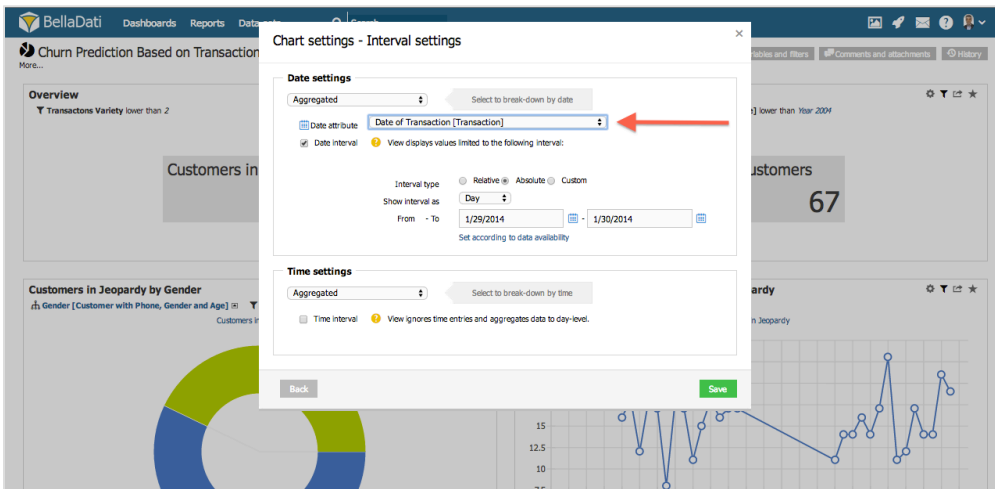 BellaDati Dashboards Reports Data
Churn Prediction Based on Transaction
More...
Comments and attachments History
Overview
Transactons Variety lower than 2
lower than Year 2004
Customers in
ustomers
67
Customers in Jeopardy by Gender
Gender [Customer with Phone, Gender and Age]
Customers in
ardy
n Jeopardy
15
12.5
10
Chart settings - Interval settings
×
Date settings
Aggregated Select to break-down by date
Date attribute Date of Transaction [Transaction]
Date interval View displays values limited to the following interval:
Interval type Relative Absolute Custom
Show interval as Day
From - To 1/29/2014 - 1/30/2014
Set according to data availability
Time settings
Aggregated Select to break-down by time
Time interval View ignores time entries and aggregates data to day-level.
Back Save